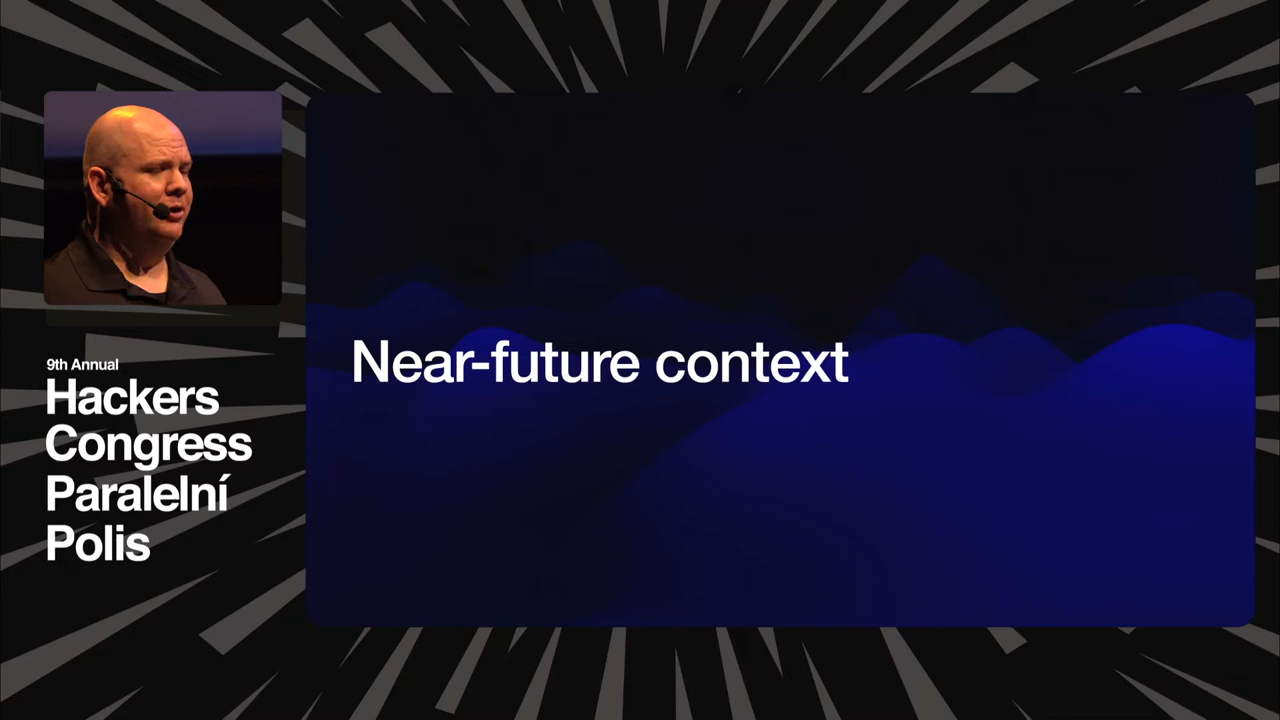 9th Annual
Hackers
Congress
Paralelní
Polis
Near-future context